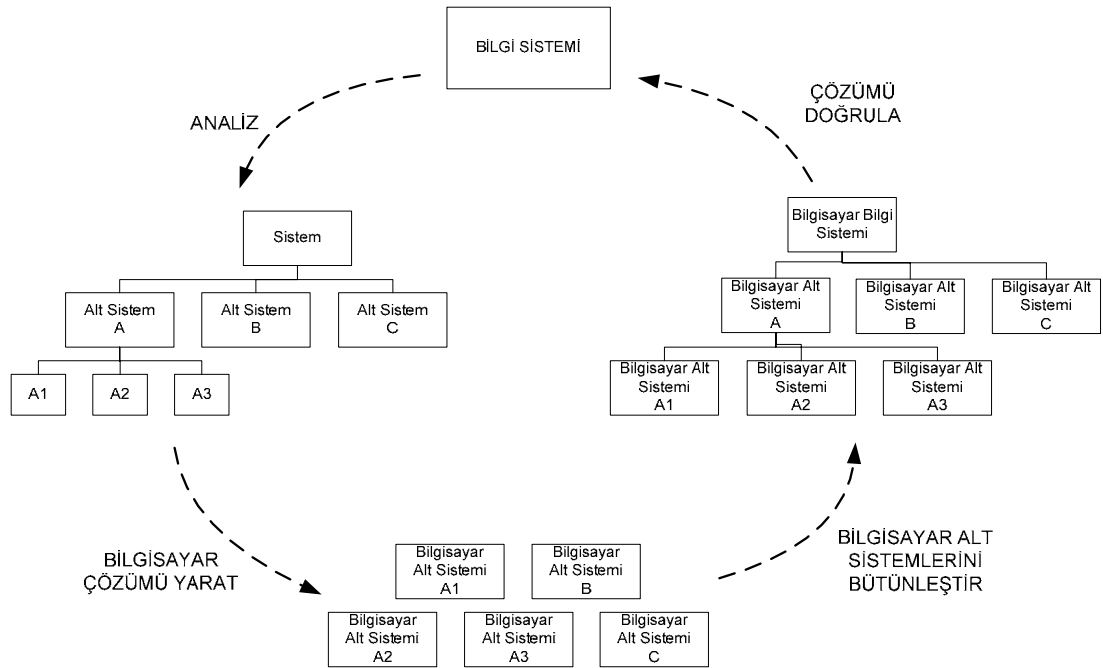 BİLGİ SİSTEMİ
ANALİZ
ÇÖZÜMÜ
DOĞRULA
Sistem
Alt Sistem
A
Alt Sistem
B
Alt Sistem
C
A1
A2
A3
Bilgisayar Bilgi
Sistemi
Bilgisayar Alt
Sistemi
A
Bilgisayar Alt
Sistemi
B
Bilgisayar Alt
Sistemi
C
Bilgisayar Alt
Sistemi
A1
Bilgisayar Alt
Sistemi
A2
Bilgisayar Alt
Sistemi
A3
BİLGİSAYAR
ÇÖZÜMÜ YARAT
Bilgisayar
Alt Sistemi
A1
Bilgisayar
Alt Sistemi
B
Bilgisayar
Alt Sistemi
A2
Bilgisayar
Alt Sistemi
A3
Bilgisayar
Alt Sistemi
C
BİLGİSAYAR ALT
SİSTEMLERİNİ
BÜTÜNLEŞTİR